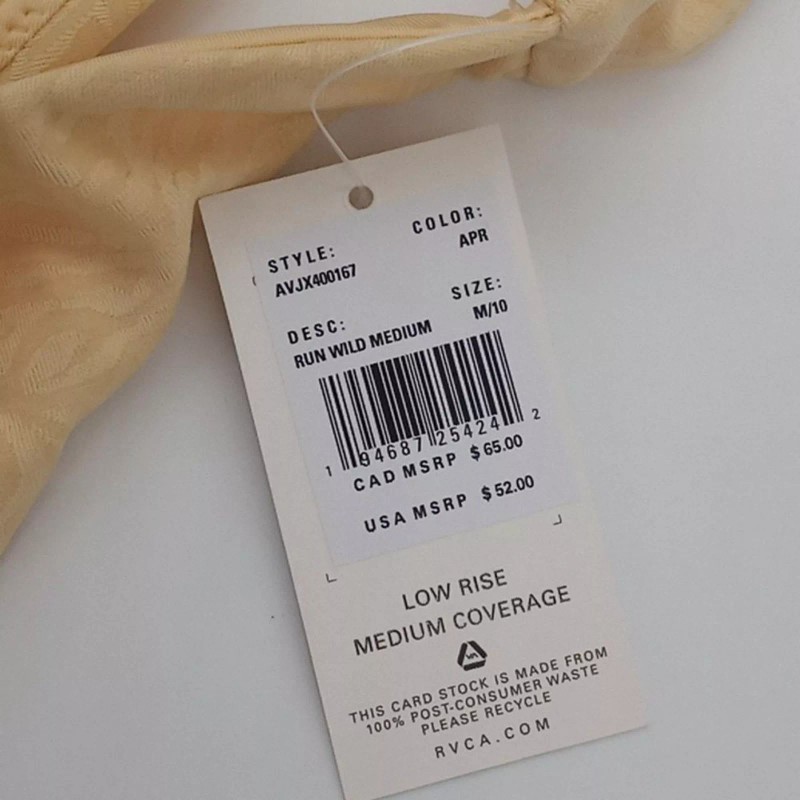 STYLE:
AVJX400167
COLOR:
APR
DESC:
RUN WILD MEDIUM
SIZE:
M/10
1 94687 25424 2
CAD MSRP $65.00
USA MSRP $52.00
LOW RISE
MEDIUM COVERAGE
VA
THIS CARD STOCK IS MADE FROM
100% POST-CONSUMER WASTE
PLEASE RECYCLE
RVCA.COM